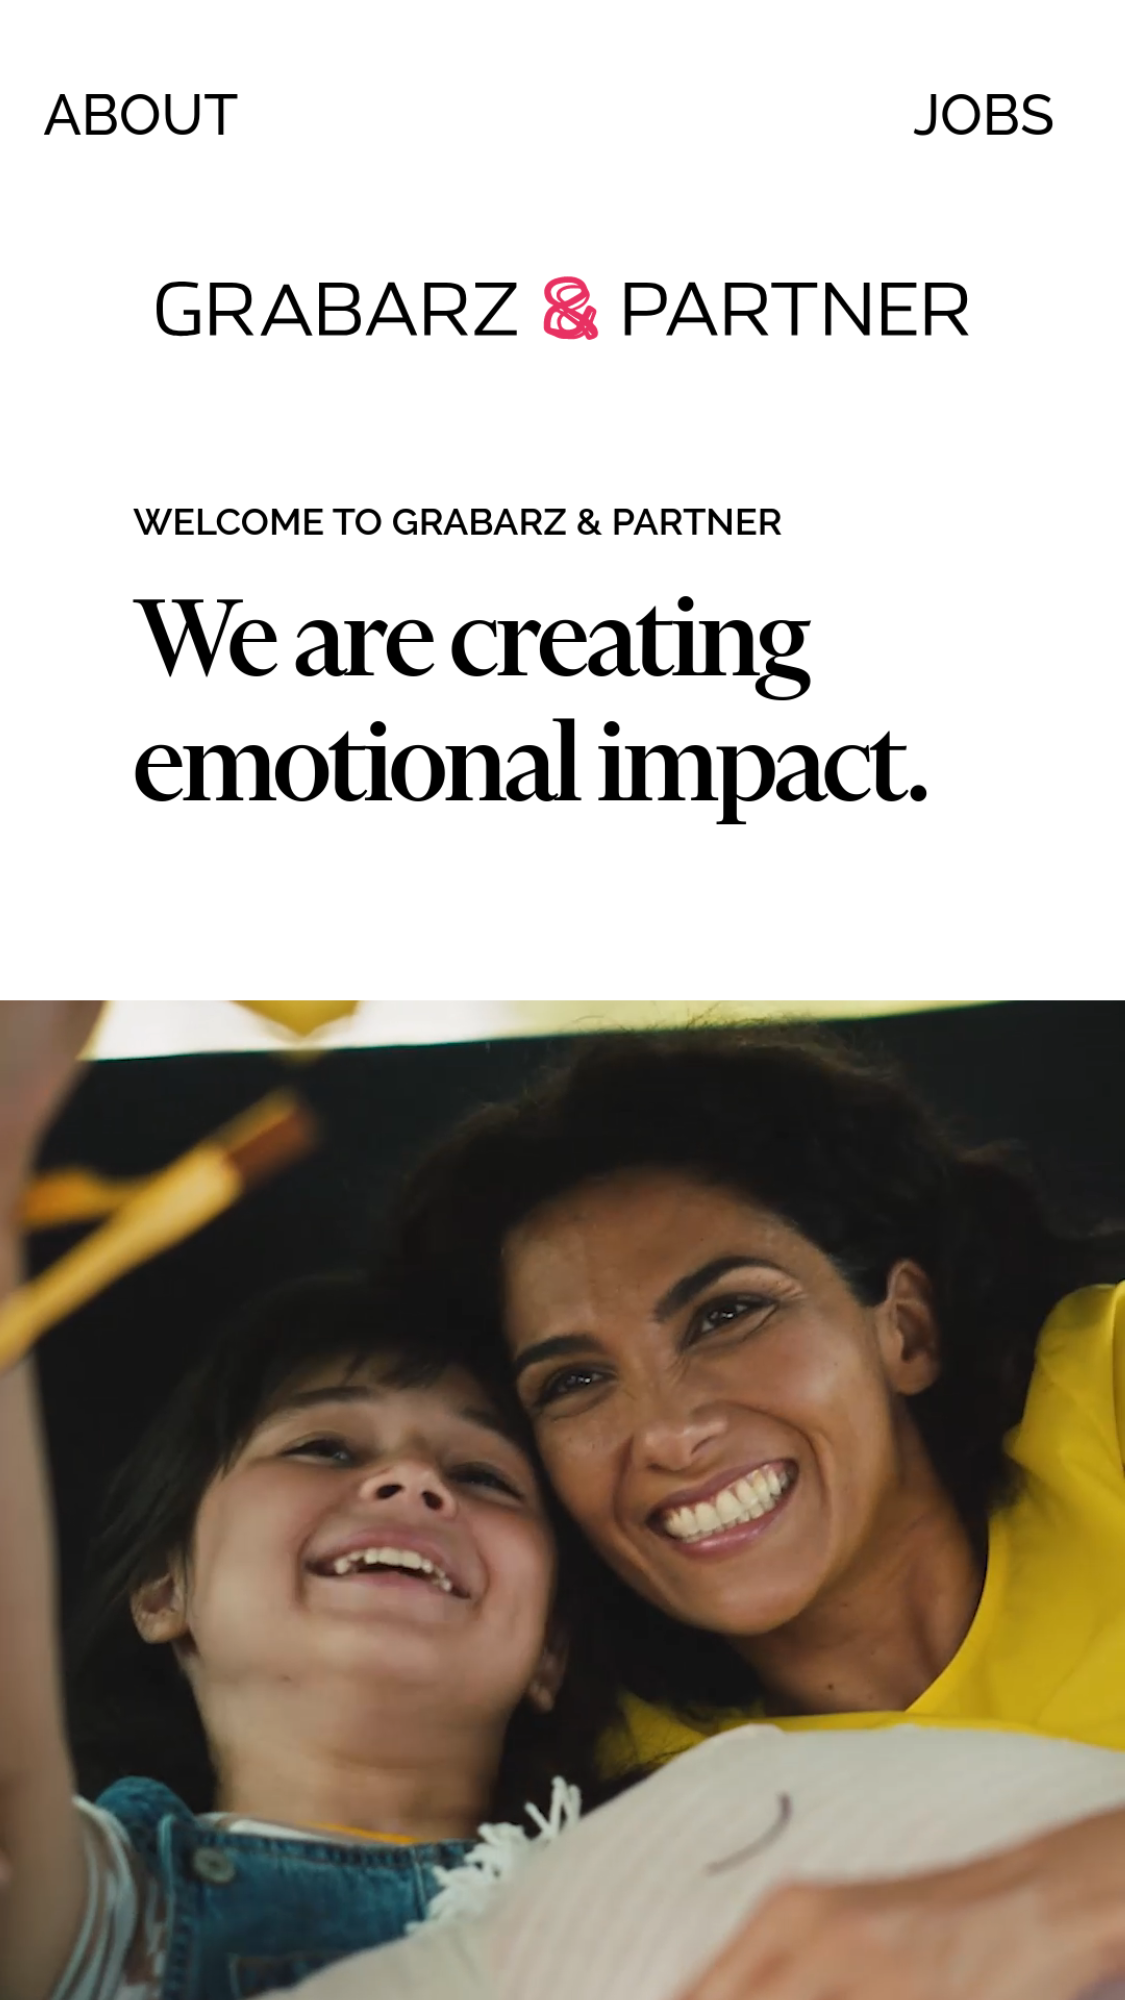 ABOUT JOBS
GRABARZ & PARTNER
WELCOME TO GRABARZ & PARTNER
We are creating
emotional impact.